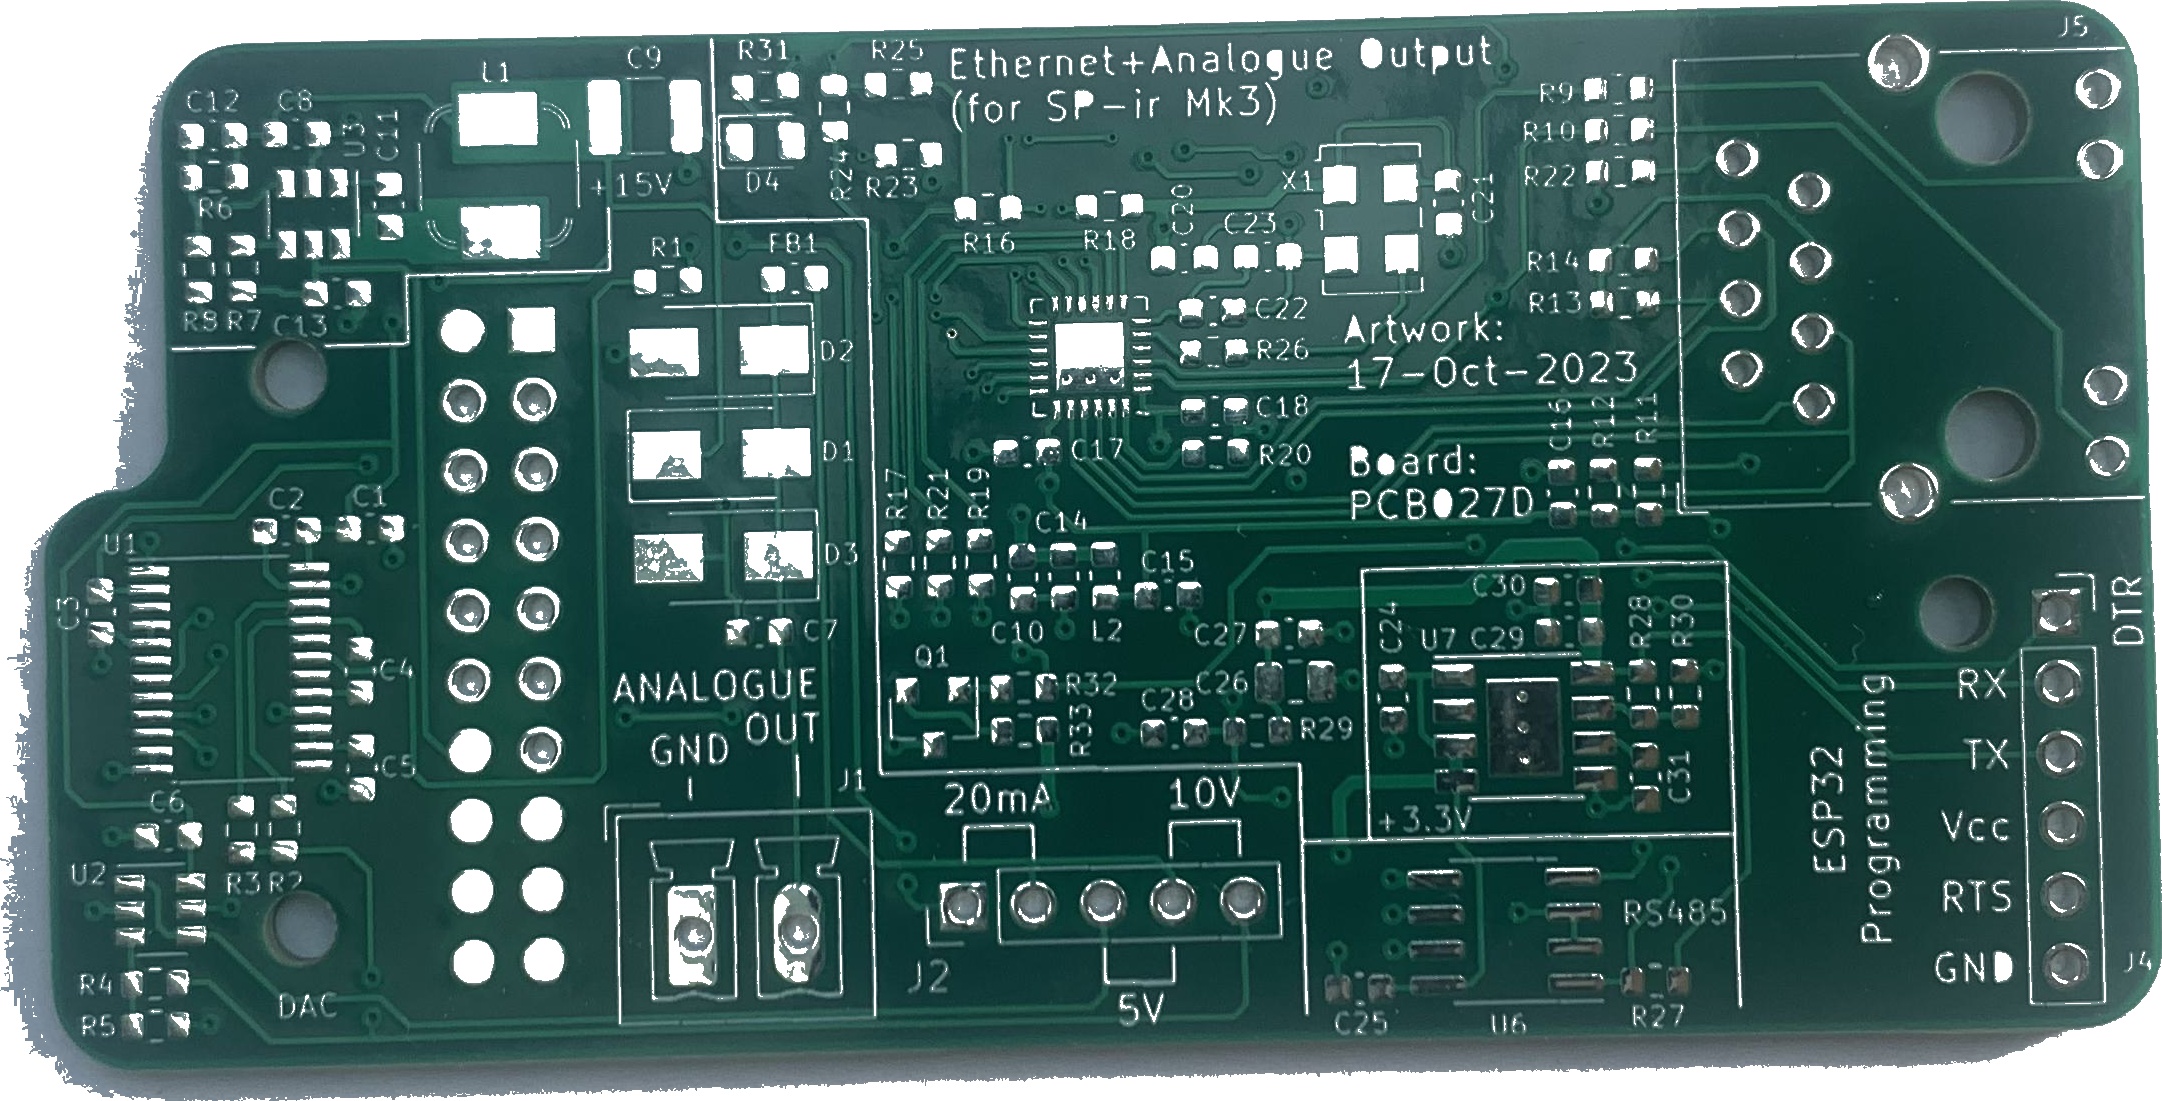 Ethernet+Analogue Output
(for SP-ir Mk3)
J5
L1
C9
R31
R25
C12
C8
U3
C11
+15V
D4
R24
R23
R6
R7
C13
R9
R10
R22
X1
C21
C20
C23
R16
R18
R14
R13
R1
FB1
C22
R26
D2
Artwork:
17-Oct-2023
C18
C17
R20
D1
Board:
PCB027D
C16
R12
R11
R17
R21
R19
C2
C1
U1
C14
C15
D3
C3
C10
L2
C7
C30
C24
U7
C29
R28
R30
C27
DTR
Q1
R32
C26
C4
ANALOGUE
OUT
GND
R33
C28
R29
C31
C5
J1
20mA
10V
+3.3V
ESP32
Programming
RX
TX
Vcc
RTS
GND
C6
U2
R3
R2
RS485
R4
DAC
R5
J2
5V
C25
U6
R27
J4